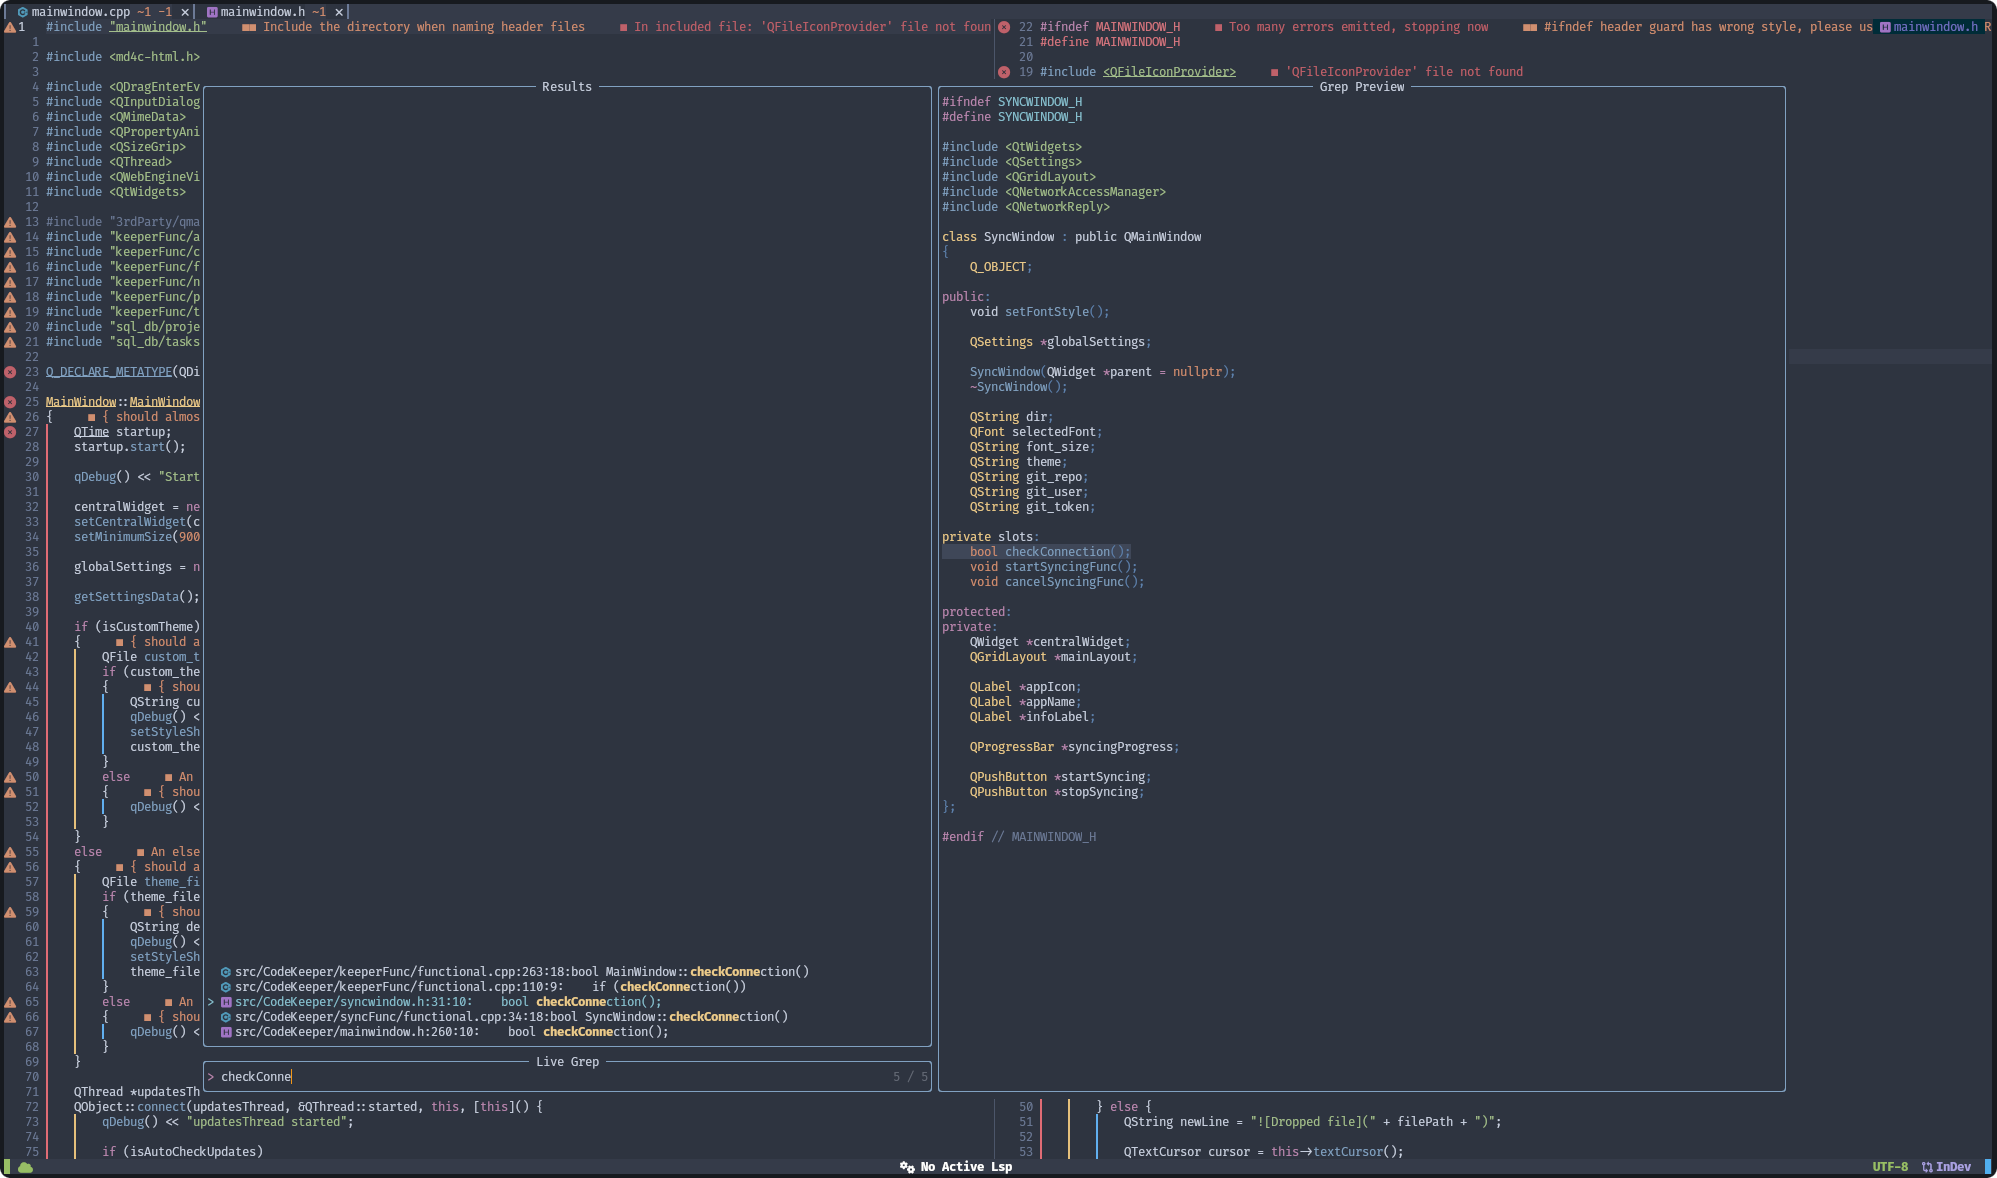 mainwindow.cpp ~1 -1 × mainwindow.h ~1 ×
1 #include "mainwindow.h" ■■ Include the directory when naming header files ■ In included file: 'QFileIconProvider' file not foun
1
2 #include <md4c-html.h>
3
4 #include <QDragEnterEv
5 #include <QInputDialog
6 #include <QMimeData>
7 #include <QPropertyAni
8 #include <QSizeGrip>
9 #include <QThread>
10 #include <QWebEngineVi
11 #include <QtWidgets>
12
13 #include "3rdParty/qma
14 #include "keeperFunc/a
15 #include "keeperFunc/c
16 #include "keeperFunc/f
17 #include "keeperFunc/n
18 #include "keeperFunc/p
19 #include "keeperFunc/t
20 #include "sql_db/proje
21 #include "sql_db/tasks
22
23 Q_DECLARE_METATYPE(QDi
24
25 MainWindow::MainWindow
26 { ■ { should almos
27 QTime startup;
28 startup.start();
29
30 qDebug() << "Start
31
32 centralWidget = ne
33 setCentralWidget(c
34 setMinimumSize(900
35
36 globalSettings = n
37
38 getSettingsData();
39
40 if (isCustomTheme)
41 { ■ { should a
42 QFile custom_t
43 if (custom_the
44 { ■ { shou
45 QString cu
46 qDebug() <
47 setStyleSh
48 custom_the
49 }
50 else ■ An
51 { ■ { shou
52 qDebug() <
53 }
54 }
55 else ■ An else
56 { ■ { should a
57 QFile theme_fi
58 if (theme_file
59 { ■ { shou
60 QString de
61 qDebug() <
62 setStyleSh
63 theme_file
64 }
65 else ■ An
66 { ■ { shou
67 qDebug() <
68 }
69 }
70
71 QThread *updatesTh
72 QObject::connect(updatesThread, &QThread::started, this, [this]() {
73 qDebug() << "updatesThread started";
74
75 if (isAutoCheckUpdates)
22 #ifndef MAINWINDOW_H ■ Too many errors emitted, stopping now ■■ #ifndef header guard has wrong style, please us mainwindow.h R
21 #define MAINWINDOW_H
20
19 #include <QFileIconProvider> ■ 'QFileIconProvider' file not found
Results
src/CodeKeeper/keeperFunc/functional.cpp:263:18:bool MainWindow::checkConnection()
src/CodeKeeper/keeperFunc/functional.cpp:110:9: if (checkConnection())
> src/CodeKeeper/syncwindow.h:31:10: bool checkConnection();
src/CodeKeeper/syncFunc/functional.cpp:34:18:bool SyncWindow::checkConnection()
src/CodeKeeper/mainwindow.h:260:10: bool checkConnection();
Live Grep
> checkConne 5 / 5
Grep Preview
#ifndef SYNCWINDOW_H
#define SYNCWINDOW_H
#include <QtWidgets>
#include <QSettings>
#include <QGridLayout>
#include <QNetworkAccessManager>
#include <QNetworkReply>
class SyncWindow : public QMainWindow
{
Q_OBJECT;
public:
void setFontStyle();
QSettings *globalSettings;
SyncWindow(QWidget *parent = nullptr);
~SyncWindow();
QString dir;
QFont selectedFont;
QString font_size;
QString theme;
QString git_repo;
QString git_user;
QString git_token;
private slots:
bool checkConnection();
void startSyncingFunc();
void cancelSyncingFunc();
protected:
private:
QWidget *centralWidget;
QGridLayout *mainLayout;
QLabel *appIcon;
QLabel *appName;
QLabel *infoLabel;
QProgressBar *syncingProgress;
QPushButton *startSyncing;
QPushButton *stopSyncing;
};
#endif // MAINWINDOW_H
50 } else {
51 QString newLine = "![Dropped file](" + filePath + ")";
52
53 QTextCursor cursor = this->textCursor();
No Active Lsp
UTF-8 InDev